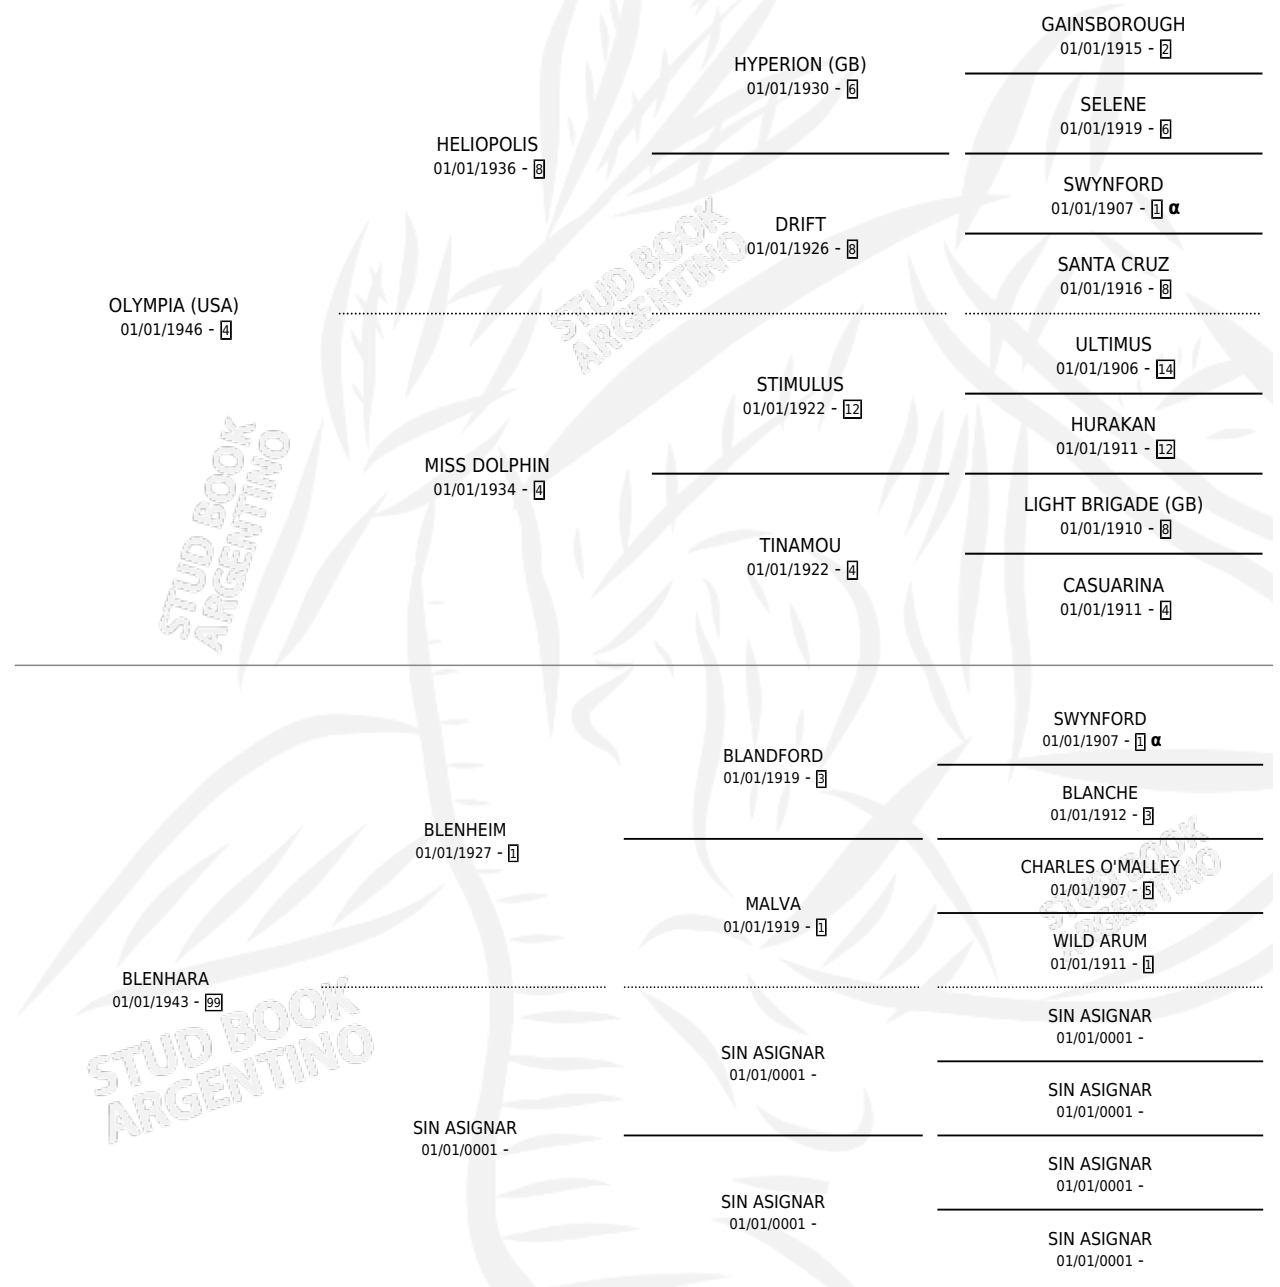 GAINSBOROUGH
01/01/1915 - 2
HYPERION (GB)
01/01/1930 - 6
SELENE
01/01/1919 - 6
HELIOPOLIS
01/01/1936 - 8
SWYNFORD
01/01/1907 - 1 α
DRIFT
01/01/1926 - 8
SANTA CRUZ
01/01/1916 - 8
OLYMPIA (USA)
01/01/1946 - 4
ULTIMUS
01/01/1906 - 14
STIMULUS
01/01/1922 - 12
HURAKAN
01/01/1911 - 12
MISS DOLPHIN
01/01/1934 - 4
LIGHT BRIGADE (GB)
01/01/1910 - 8
TINAMOU
01/01/1922 - 4
CASUARINA
01/01/1911 - 4
SWYNFORD
01/01/1907 - 1 α
BLANDFORD
01/01/1919 - 3
BLANCHE
01/01/1912 - 3
BLENHEIM
01/01/1927 - 1
CHARLES O'MALLEY
01/01/1907 - 5
MALVA
01/01/1919 - 1
WILD ARUM
01/01/1911 - 1
BLENHARA
01/01/1943 - 99
SIN ASIGNAR
01/01/0001 -
SIN ASIGNAR
01/01/0001 -
SIN ASIGNAR
01/01/0001 -
SIN ASIGNAR
01/01/0001 -
SIN ASIGNAR
01/01/0001 -
SIN ASIGNAR
01/01/0001 -
SIN ASIGNAR
01/01/0001 -
STUD BOOK
ARGENTINO
STUD BOOK
ARGENTINO
STUD BOOK
ARGENTINO
STUD BOOK
ARGENTINO